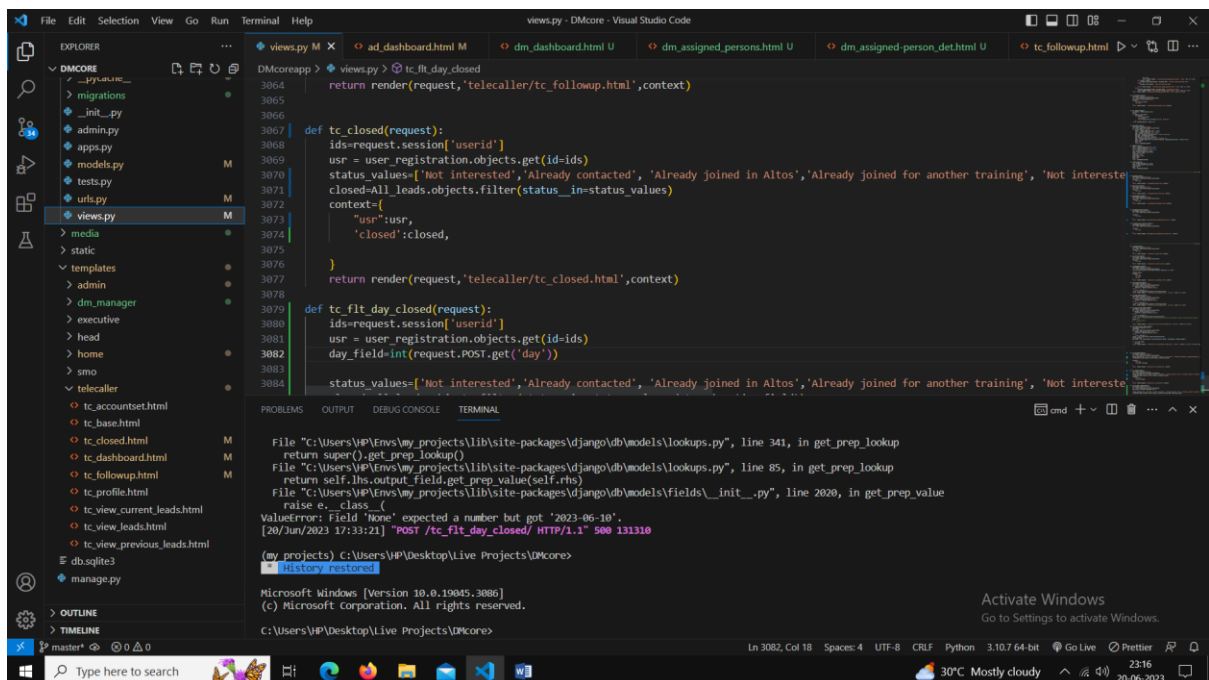 File Edit Selection View Go Run Terminal Help
views.py - DMcore - Visual Studio Code
EXPLORER
DMCORE
__pycache__
migrations
__init__.py
admin.py
apps.py
models.py M
tests.py
urls.py M
views.py M
media
static
templates
admin
dm_manager
executive
head
home
smo
telecaller
tc_accountset.html
tc_base.html
tc_closed.html M
tc_dashboard.html M
tc_followup.html M
tc_profile.html
tc_view_current_leads.html
tc_view_leads.html
tc_view_previous_leads.html
db.sqlite3
manage.py
OUTLINE
TIMELINE
34
views.py M ad_dashboard.html M dm_dashboard.html U dm_assigned_persons.html U dm_assigned-person_det.html U tc_followup.html
DMcoreapp > views.py > tc_flt_day_closed
3064 return render(request,'telecaller/tc_followup.html',context)
3065
3066
3067 def tc_closed(request):
3068 ids=request.session['userid']
3069 usr = user_registration.objects.get(id=ids)
3070 status_values=['Not interested','Already contacted', 'Already joined in Altos','Already joined for another training', 'Not intereste
3071 closed=All_leads.objects.filter(status__in=status_values)
3072 context={
3073 "usr":usr,
3074 'closed':closed,
3075
3076 }
3077 return render(request,'telecaller/tc_closed.html',context)
3078
3079 def tc_flt_day_closed(request):
3080 ids=request.session['userid']
3081 usr = user_registration.objects.get(id=ids)
3082 day_field=int(request.POST.get('day'))
3083
3084 status_values=['Not interested','Already contacted', 'Already joined in Altos','Already joined for another training', 'Not intereste
PROBLEMS OUTPUT DEBUG CONSOLE TERMINAL
cmd
File "C:\Users\HP\Envs\my_projects\lib\site-packages\django\db\models\lookups.py", line 341, in get_prep_lookup
return super().get_prep_lookup()
File "C:\Users\HP\Envs\my_projects\lib\site-packages\django\db\models\lookups.py", line 85, in get_prep_lookup
return self.lhs.output_field.get_prep_value(self.rhs)
File "C:\Users\HP\Envs\my_projects\lib\site-packages\django\db\models\fields\__init__.py", line 2020, in get_prep_value
raise e.__class__(
ValueError: Field 'None' expected a number but got '2023-06-10'.
[20/Jun/2023 17:33:21] "POST /tc_flt_day_closed/ HTTP/1.1" 500 131310
(my_projects) C:\Users\HP\Desktop\Live Projects\DMcore>
* History restored
Microsoft Windows [Version 10.0.19045.3086]
(c) Microsoft Corporation. All rights reserved.
C:\Users\HP\Desktop\Live Projects\DMcore>
Activate Windows
Go to Settings to activate Windows.
master* 0 0
Ln 3082, Col 18 Spaces: 4 UTF-8 CRLF Python 3.10.7 64-bit Go Live Prettier
Type here to search
30°C Mostly cloudy
23:16
20-06-2023